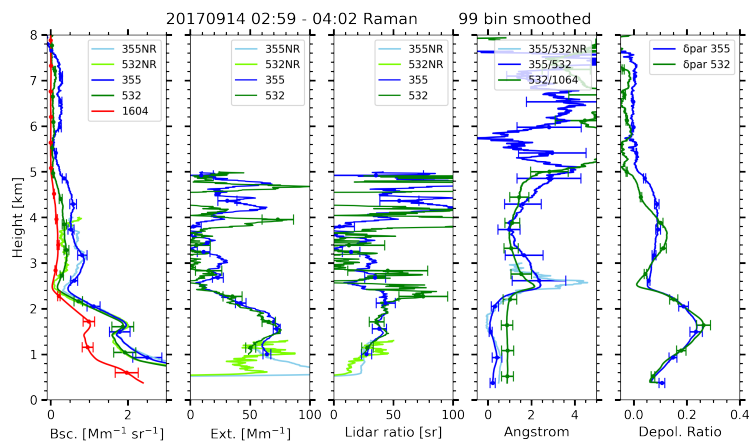 20170914 02:59 - 04:02 Raman 99 bin smoothed
355NR
532NR
355
532
1604
355NR
532NR
355
532
355NR
532NR
355
532
355/532NR
355/532
532/1064
δpar 355
δpar 532
Height [km]
8
7
6
5
4
3
2
1
0
0 2
0 50 100
0 50 100
0 2 4
0.0 0.2 0.4
Bsc. [Mm⁻¹ sr⁻¹]
Ext. [Mm⁻¹]
Lidar ratio [sr]
Angstrom
Depol. Ratio